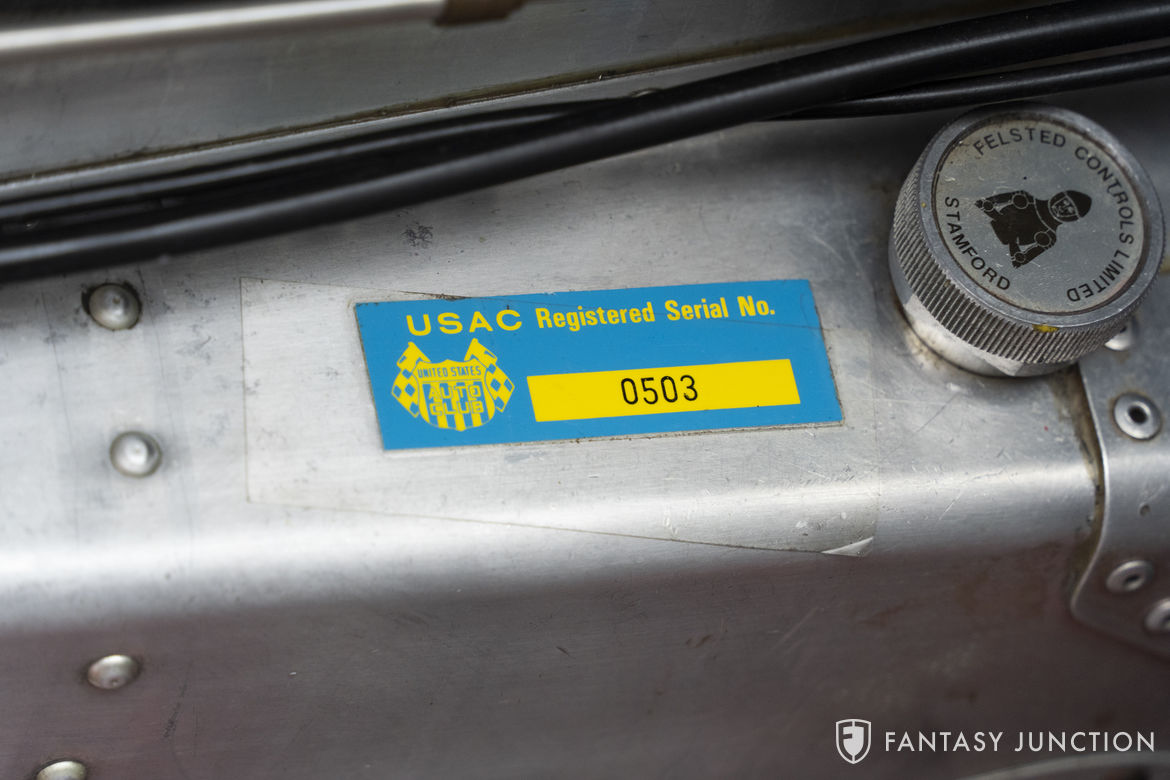 FELSTED CONTROLS LIMITED
STAMFORD
USAC Registered Serial No.
UNITED STATES
AUTO
CLUB
0503
FANTASY JUNCTION